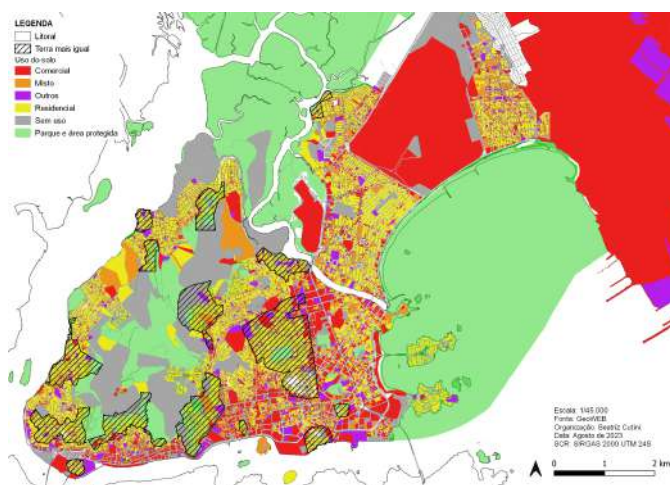 LEGENDA
Litoral
Terra mais igual
Uso do solo
Comercial
Misto
Outros
Residencial
Sem uso
Parque e área protegida
Escala: 1/45.000
Fonte: GeoWEB
Organização: Beatriz Cutini
Data: Agosto de 2023
SCR: SIRGAS 2000 UTM 24S
0 1 2 km